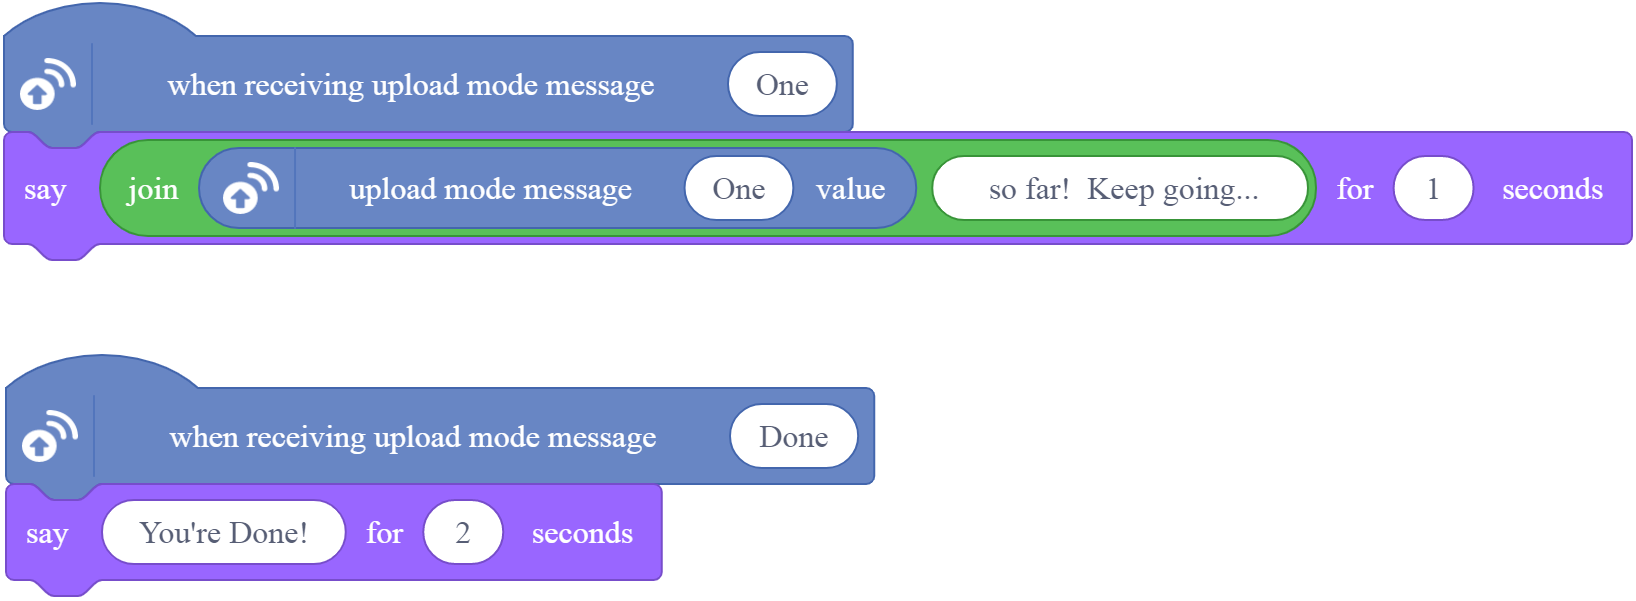 when receiving upload mode message One
say join upload mode message One value so far!  Keep going... for 1 seconds
when receiving upload mode message Done
say You're Done! for 2 seconds